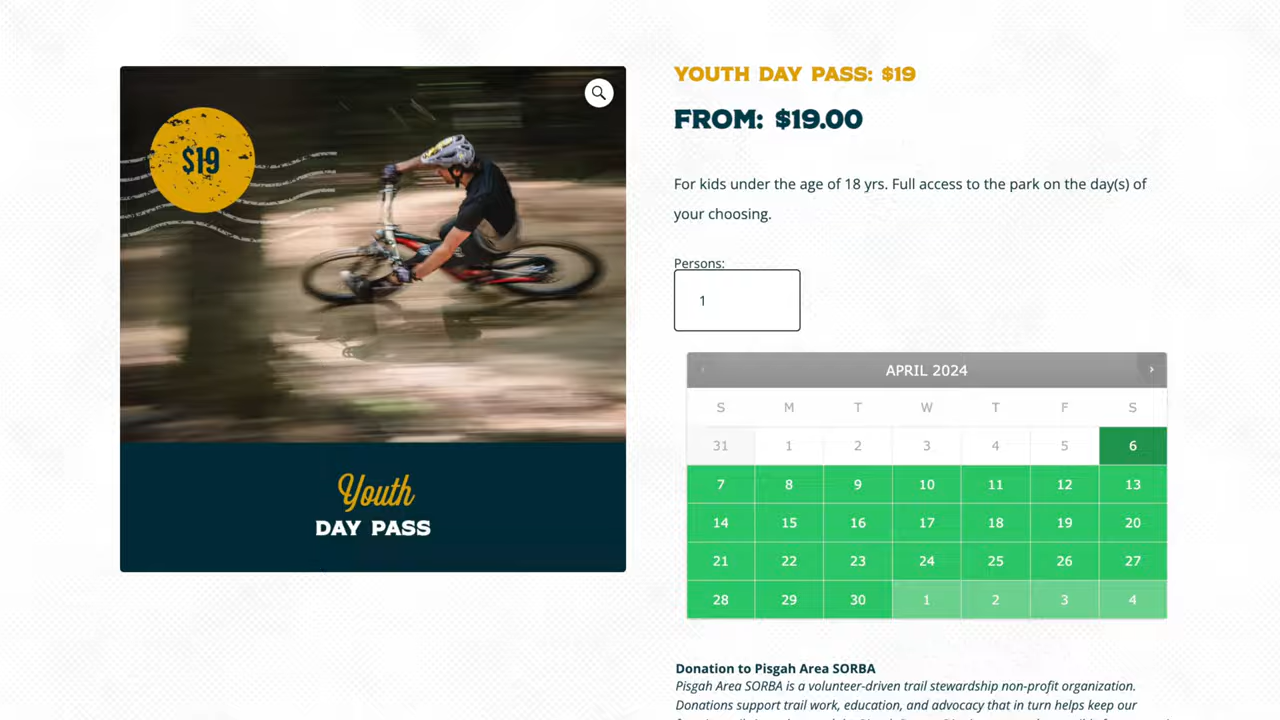 $19
Youth
DAY PASS
YOUTH DAY PASS: $19
FROM: $19.00
For kids under the age of 18 yrs. Full access to the park on the day(s) of
your choosing.
Persons:
1
APRIL 2024
S M T W T F S
31 1 2 3 4 5 6
7 8 9 10 11 12 13
14 15 16 17 18 19 20
21 22 23 24 25 26 27
28 29 30 1 2 3 4
Donation to Pisgah Area SORBA
Pisgah Area SORBA is a volunteer-driven trail stewardship non-profit organization.
Donations support trail work, education, and advocacy that in turn helps keep our